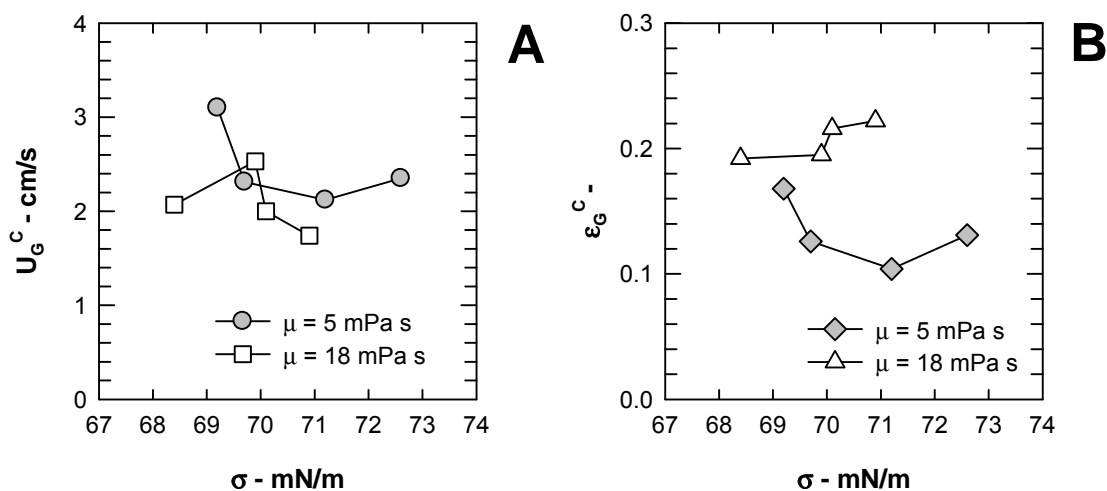 4
3
2
1
0
U_G^C - cm/s
67 68 69 70 71 72 73 74
σ - mN/m
μ = 5 mPa s
μ = 18 mPa s
A
0.3
0.2
0.1
0.0
ε_G^C -
67 68 69 70 71 72 73 74
σ - mN/m
μ = 5 mPa s
μ = 18 mPa s
B